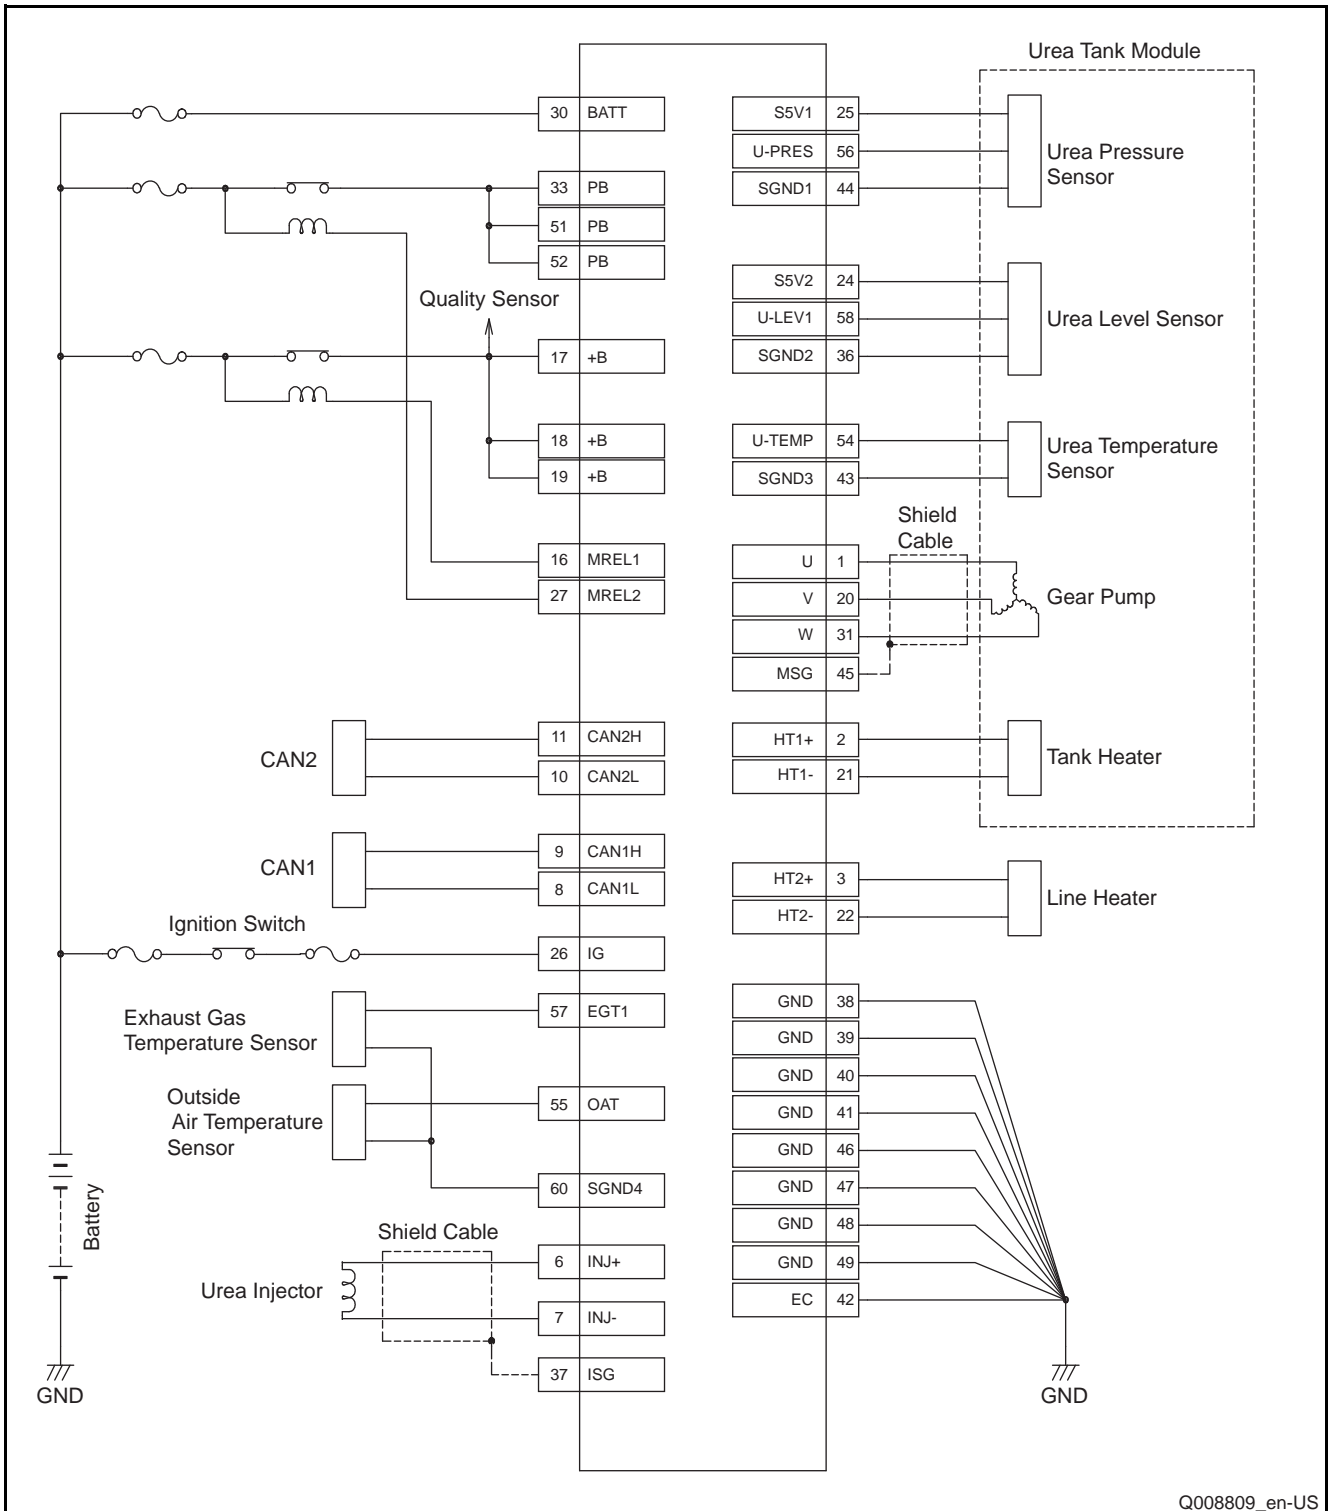 Urea Tank Module
30 BATT
33 PB
51 PB
52 PB
Quality Sensor
17 +B
18 +B
19 +B
16 MREL1
27 MREL2
CAN2
11 CAN2H
10 CAN2L
CAN1
9 CAN1H
8 CAN1L
Ignition Switch
26 IG
Exhaust Gas
Temperature Sensor
57 EGT1
Outside
Air Temperature
Sensor
55 OAT
60 SGND4
Battery
Shield Cable
Urea Injector
6 INJ+
7 INJ-
37 ISG
GND
S5V1 25
U-PRES 56
SGND1 44
Urea Pressure
Sensor
S5V2 24
U-LEV1 58
SGND2 36
Urea Level Sensor
U-TEMP 54
SGND3 43
Urea Temperature
Sensor
Shield
Cable
U 1
V 20
W 31
MSG 45
Gear Pump
HT1+ 2
HT1- 21
Tank Heater
HT2+ 3
HT2- 22
Line Heater
GND 38
GND 39
GND 40
GND 41
GND 46
GND 47
GND 48
GND 49
EC 42
GND
Q008809_en-US